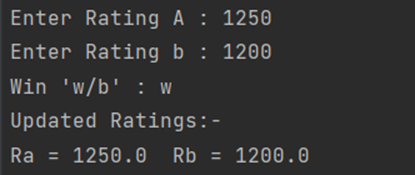 Enter Rating A : 1250
Enter Rating b : 1200
Win 'w/b' : w
Updated Ratings:-
Ra = 1250.0  Rb = 1200.0